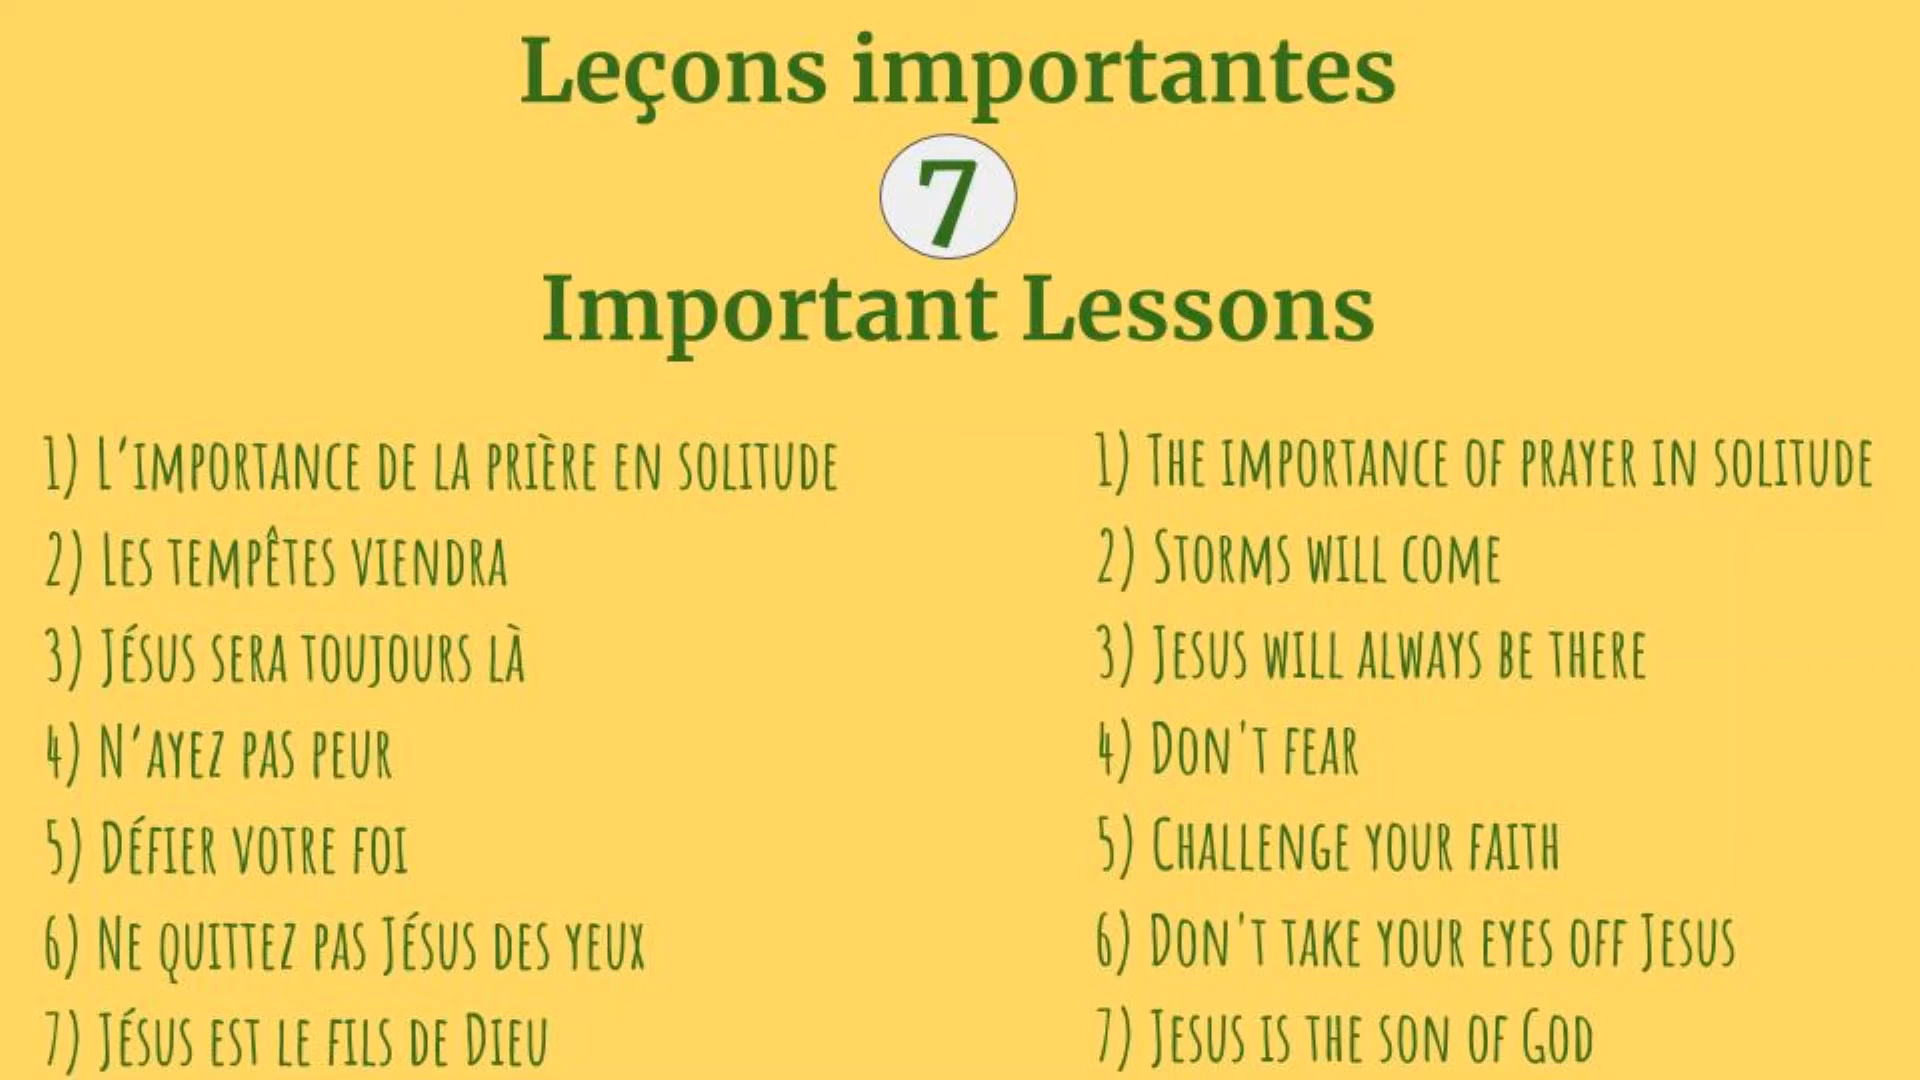 Leçons importantes
7
Important Lessons
1) L'importance de la prière en solitude
2) Les tempêtes viendra
3) Jésus sera toujours là
4) N'ayez pas peur
5) Défier votre foi
6) Ne quittez pas Jésus des yeux
7) Jésus est le fils de Dieu
1) The importance of prayer in solitude
2) Storms will come
3) Jesus will always be there
4) Don't fear
5) Challenge your faith
6) Don't take your eyes off Jesus
7) Jesus is the son of God